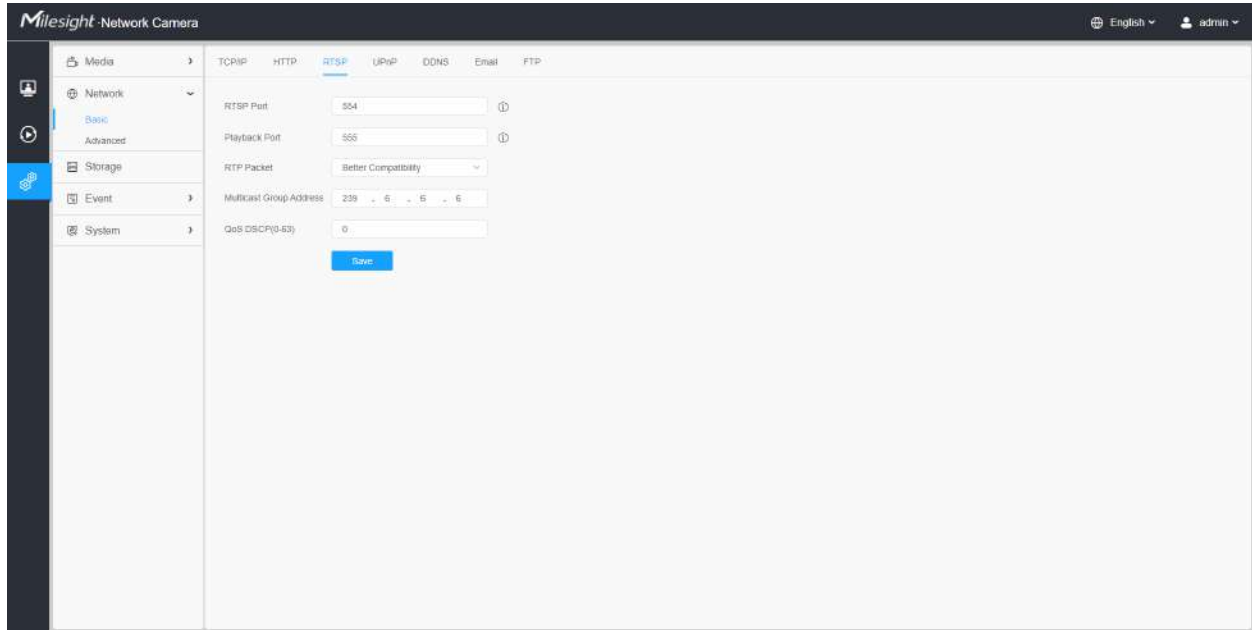 Milesight Network Camera
English
admin
Media
Network
Basic
Advanced
Storage
Event
System
TCP/IP HTTP RTSP UPnP DDNS Email FTP
RTSP Port 554
Playback Port 555
RTP Packet Better Compatibility
Multicast Group Address 239 . 6 . 6 . 6
QoS DSCP(0-63) 0
Save